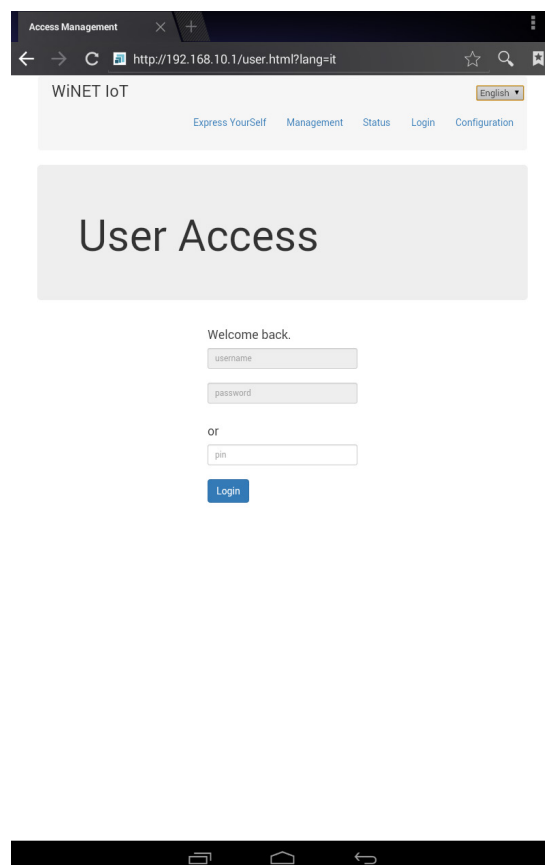 Access Management
http://192.168.10.1/user.html?lang=it
WiNET IoT
English
Express YourSelf Management Status Login Configuration
User Access
Welcome back.
username
password
or
pin
Login